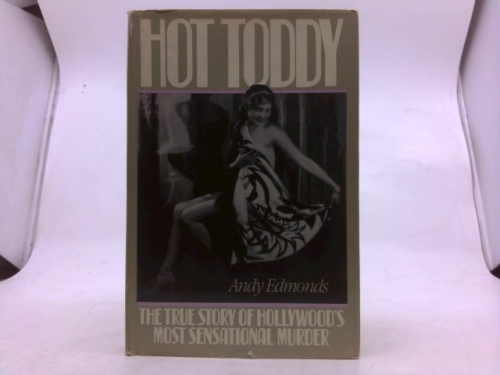 HOT TODDY
Andy Edmonds
THE TRUE STORY OF HOLLYWOOD'S
MOST SENSATIONAL MURDER